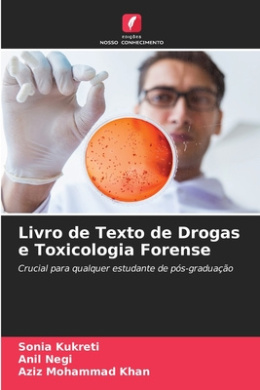 edições
NOSSO CONHECIMENTO
Livro de Texto de Drogas
e Toxicologia Forense
Crucial para qualquer estudante de pós-graduação
Sonia Kukreti
Anil Negi
Aziz Mohammad Khan